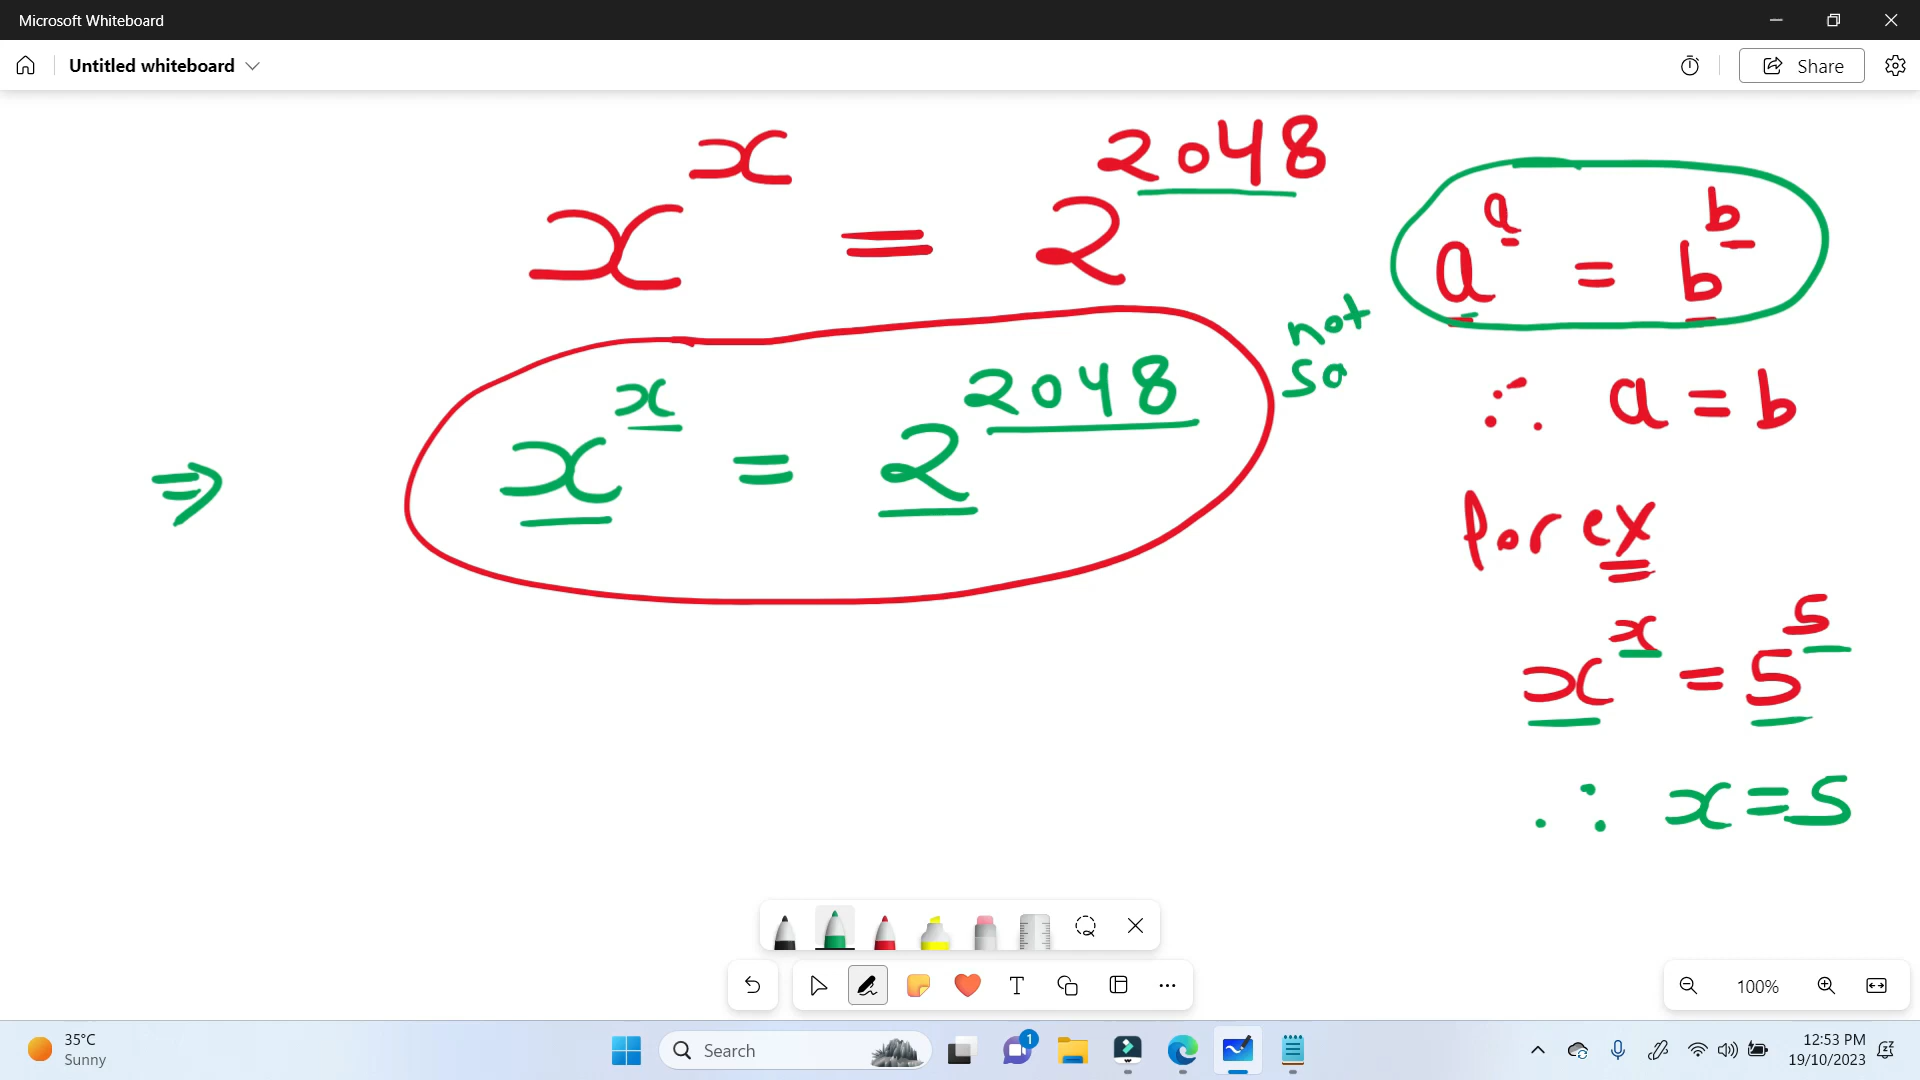 Microsoft Whiteboard
Untitled whiteboard
Share
x^x = 2^2048
x^x = 2^2048
not
so
⇒
a^a = b^b
∴ a = b
for ex
x^x = 5^5
∴ x = 5
100%
35°C
Sunny
Search
1
12:53 PM
19/10/2023